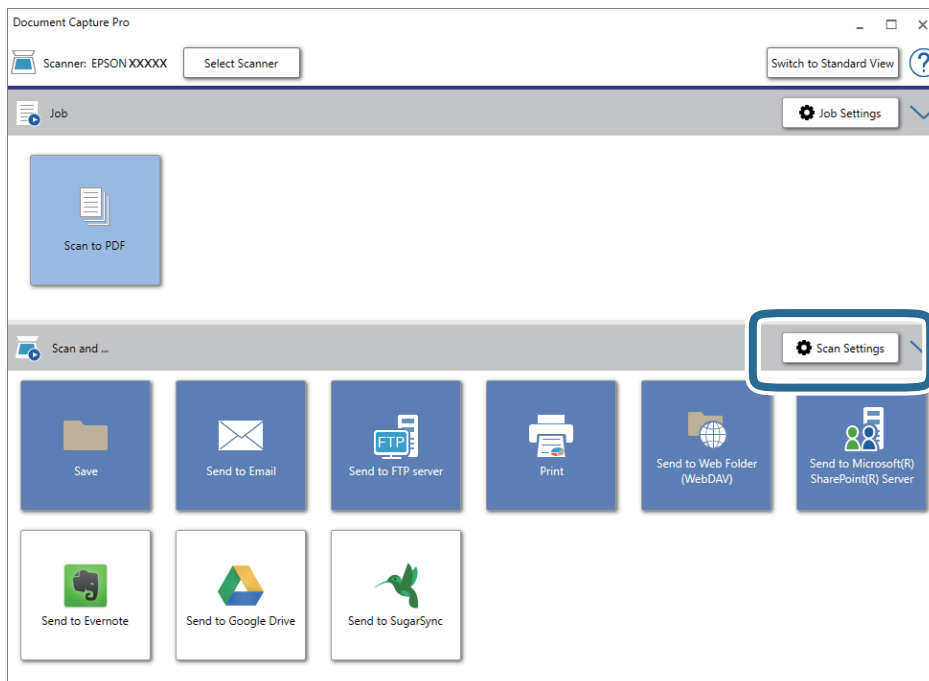 Document Capture Pro
Scanner: EPSON XXXXX
Select Scanner
Switch to Standard View
?
Job
Job Settings
Scan to PDF
Scan and ...
Scan Settings
Save
Send to Email
FTP
Send to FTP server
Print
Send to Web Folder
(WebDAV)
Send to Microsoft(R)
SharePoint(R) Server
Send to Evernote
Send to Google Drive
Send to SugarSync